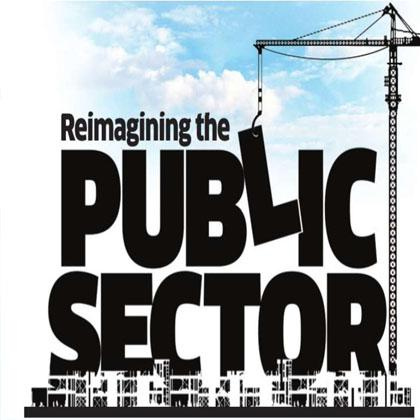 Reimagining the
PUBLIC
SECTOR